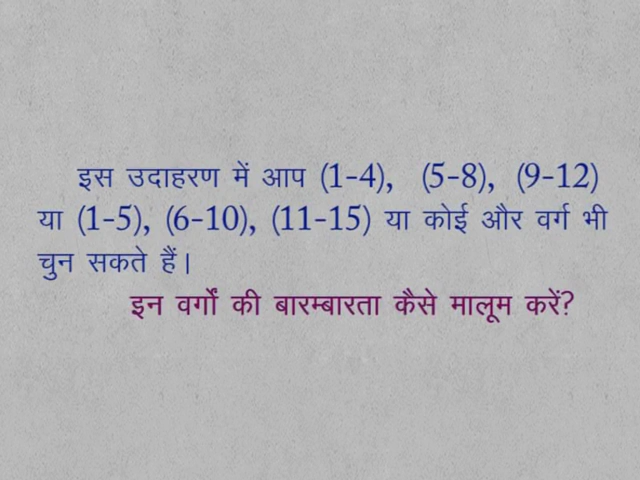 इस उदाहरण में आप (1-4), (5-8), (9-12)
या (1-5), (6-10), (11-15) या कोई और वर्ग भी
चुन सकते हैं।
इन वर्गों की बारम्बारता कैसे मालूम करें?